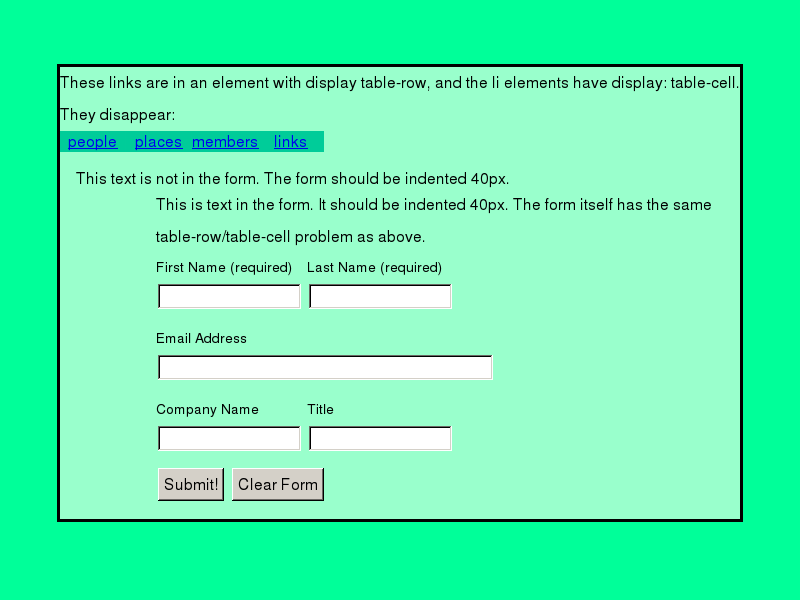 These links are in an element with display table-row, and the li elements have display: table-cell.
They disappear:
people places members links
This text is not in the form. The form should be indented 40px.
This is text in the form. It should be indented 40px. The form itself has the same
table-row/table-cell problem as above.
First Name (required) Last Name (required)
Email Address
Company Name Title
Submit! Clear Form